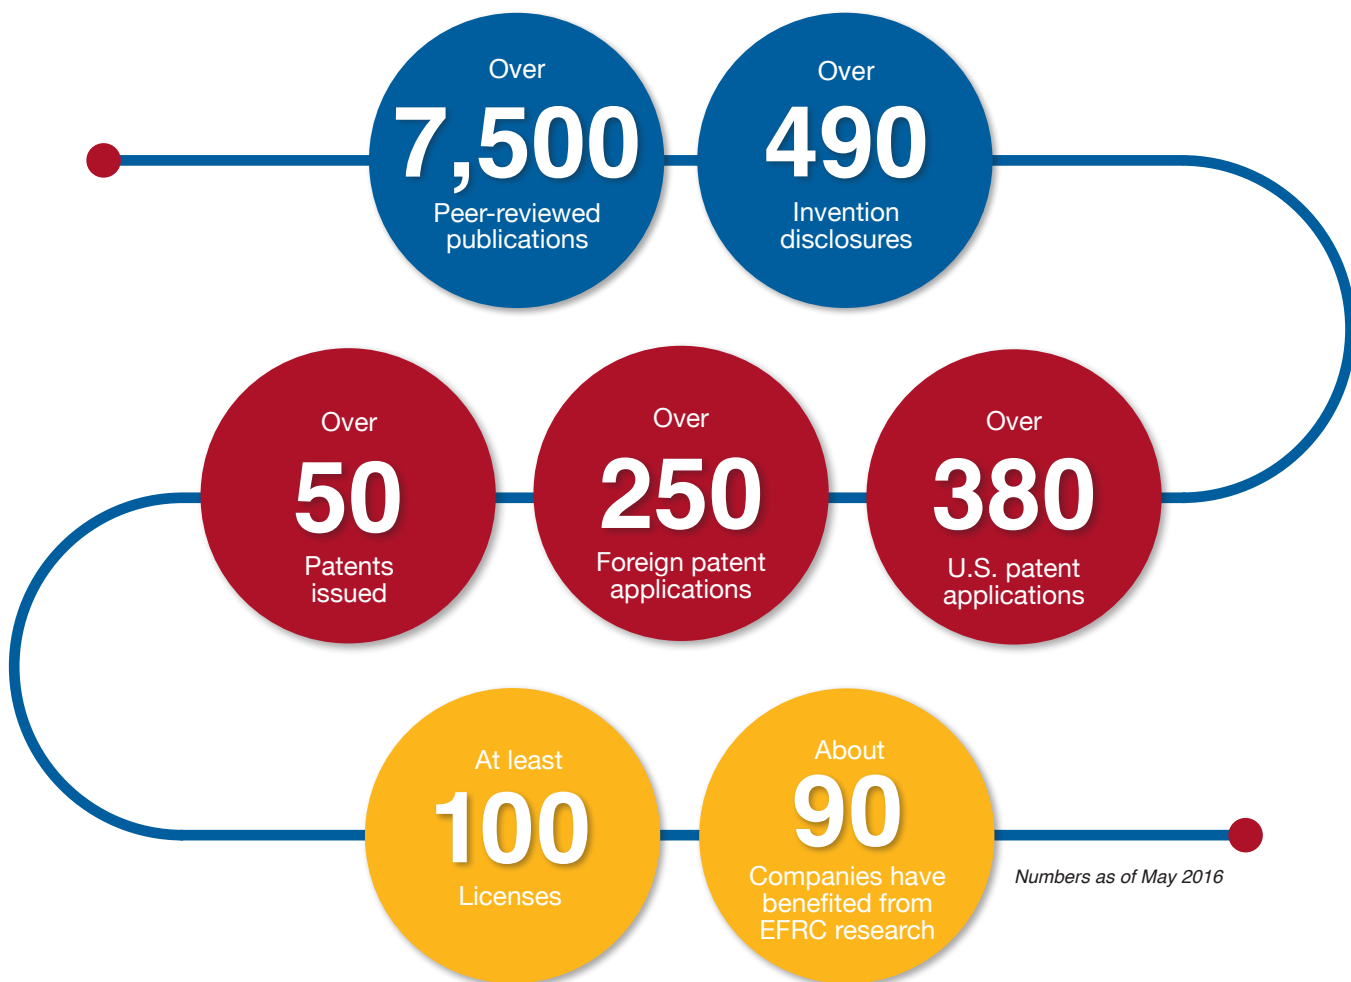 Over
7,500
Peer-reviewed
publications
Over
490
Invention
disclosures
Over
50
Patents
issued
Over
250
Foreign patent
applications
Over
380
U.S. patent
applications
At least
100
Licenses
About
90
Companies have
benefited from
EFRC research
Numbers as of May 2016